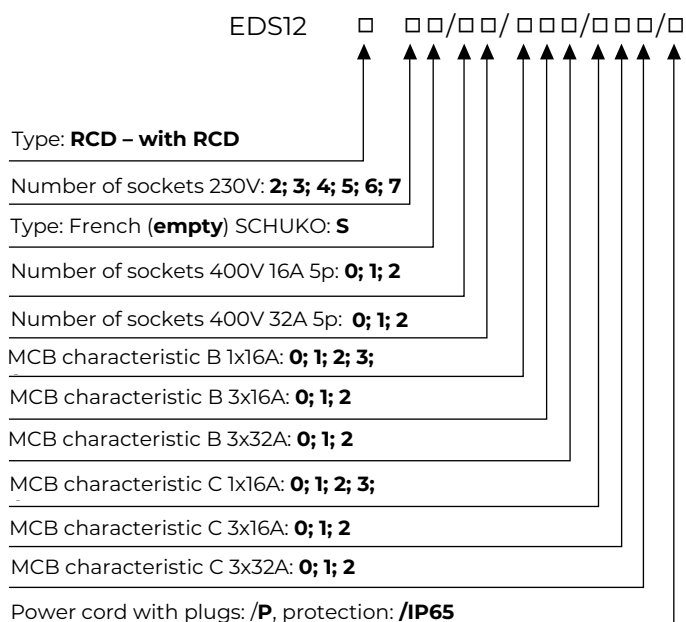 EDS12 □ □□/□□/□□□/□□□/□
Type: RCD – with RCD
Number of sockets 230V: 2; 3; 4; 5; 6; 7
Type: French (empty) SCHUKO: S
Number of sockets 400V 16A 5p: 0; 1; 2
Number of sockets 400V 32A 5p: 0; 1; 2
MCB characteristic B 1x16A: 0; 1; 2; 3;
MCB characteristic B 3x16A: 0; 1; 2
MCB characteristic B 3x32A: 0; 1; 2
MCB characteristic C 1x16A: 0; 1; 2; 3;
MCB characteristic C 3x16A: 0; 1; 2
MCB characteristic C 3x32A: 0; 1; 2
Power cord with plugs: /P, protection: /IP65